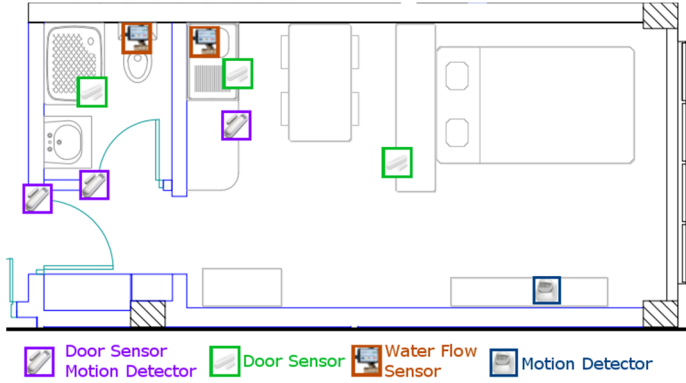 Door Sensor
Motion Detector
Door Sensor
Water Flow
Sensor
Motion Detector